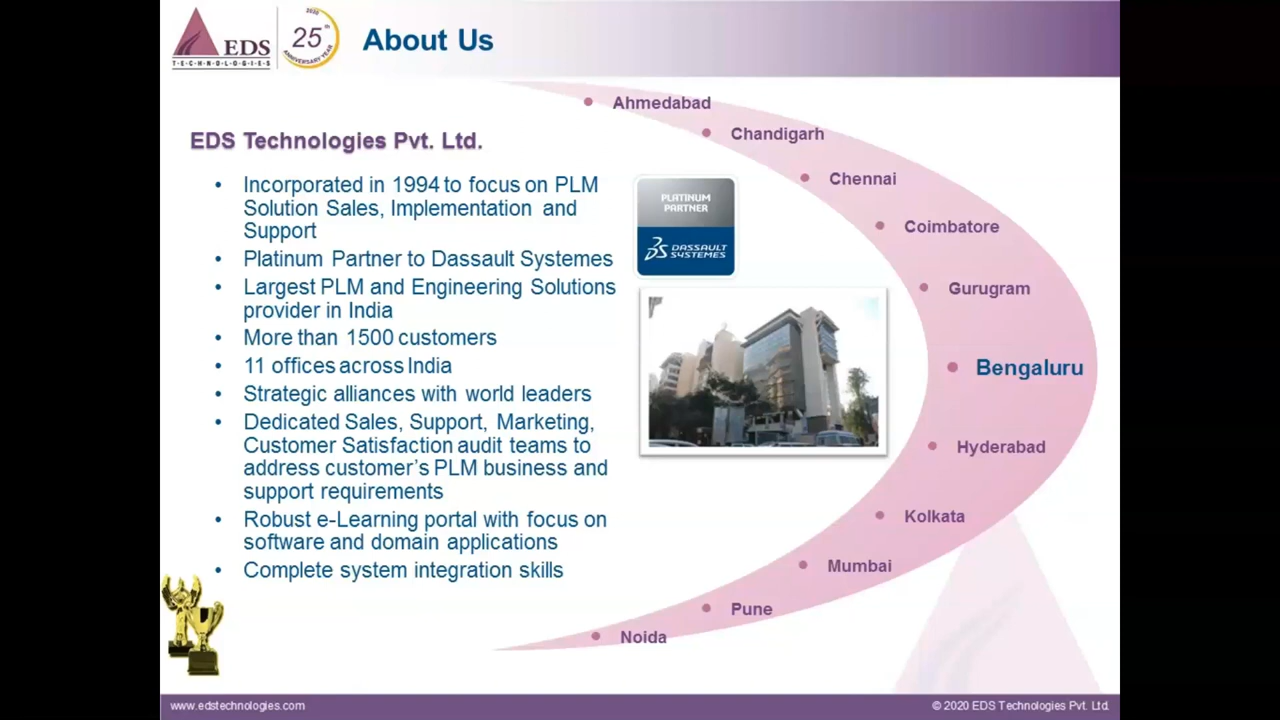 EDS
TECHNOLOGIES
2020
25th
ANNIVERSARY YEAR
About Us
EDS Technologies Pvt. Ltd.
• Incorporated in 1994 to focus on PLM
Solution Sales, Implementation and
Support
• Platinum Partner to Dassault Systemes
• Largest PLM and Engineering Solutions
provider in India
• More than 1500 customers
• 11 offices across India
• Strategic alliances with world leaders
• Dedicated Sales, Support, Marketing,
Customer Satisfaction audit teams to
address customer's PLM business and
support requirements
• Robust e-Learning portal with focus on
software and domain applications
• Complete system integration skills
PLATINUM
PARTNER
DASSAULT
SYSTEMES
• Ahmedabad
• Chandigarh
• Chennai
• Coimbatore
• Gurugram
• Bengaluru
• Hyderabad
• Kolkata
• Mumbai
• Pune
• Noida
www.edstechnologies.com
© 2020 EDS Technologies Pvt. Ltd.